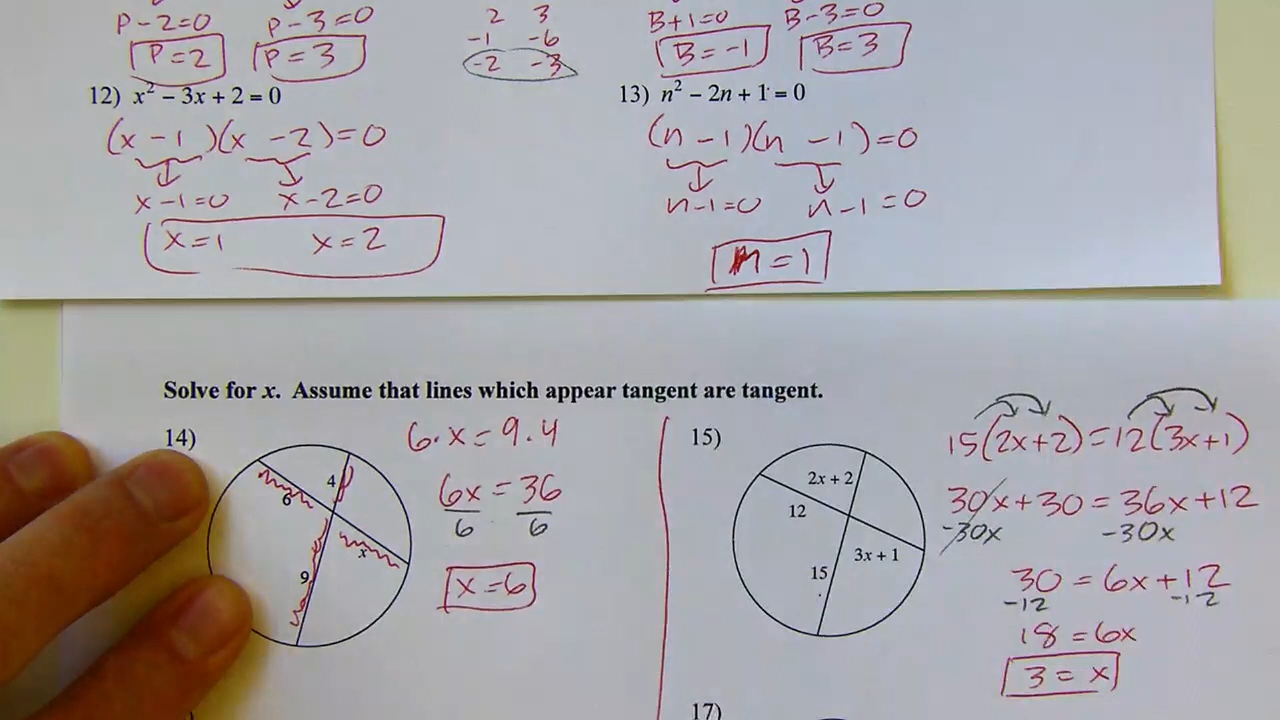 P-2=0
P-3=0
P=2
P=3
2 3
-1 -6
-2 -3
B+1=0
B-3=0
B=-1
B=3
12) x² − 3x + 2 = 0
(x - 1)(x - 2)=0
x-1=0
x-2=0
x=1
x=2
13) n² − 2n + 1 = 0
(n - 1)(n - 1)=0
n-1=0
n-1=0
n=1
Solve for x. Assume that lines which appear tangent are tangent.
14)
4
6
9
x
6·x=9·4
6x=36
6 6
x=6
15)
2x + 2
12
3x + 1
15
15(2x+2)=12(3x+1)
30x+30=36x+12
-30x -30x
30=6x+12
-12 -12
18=6x
3=x
17)